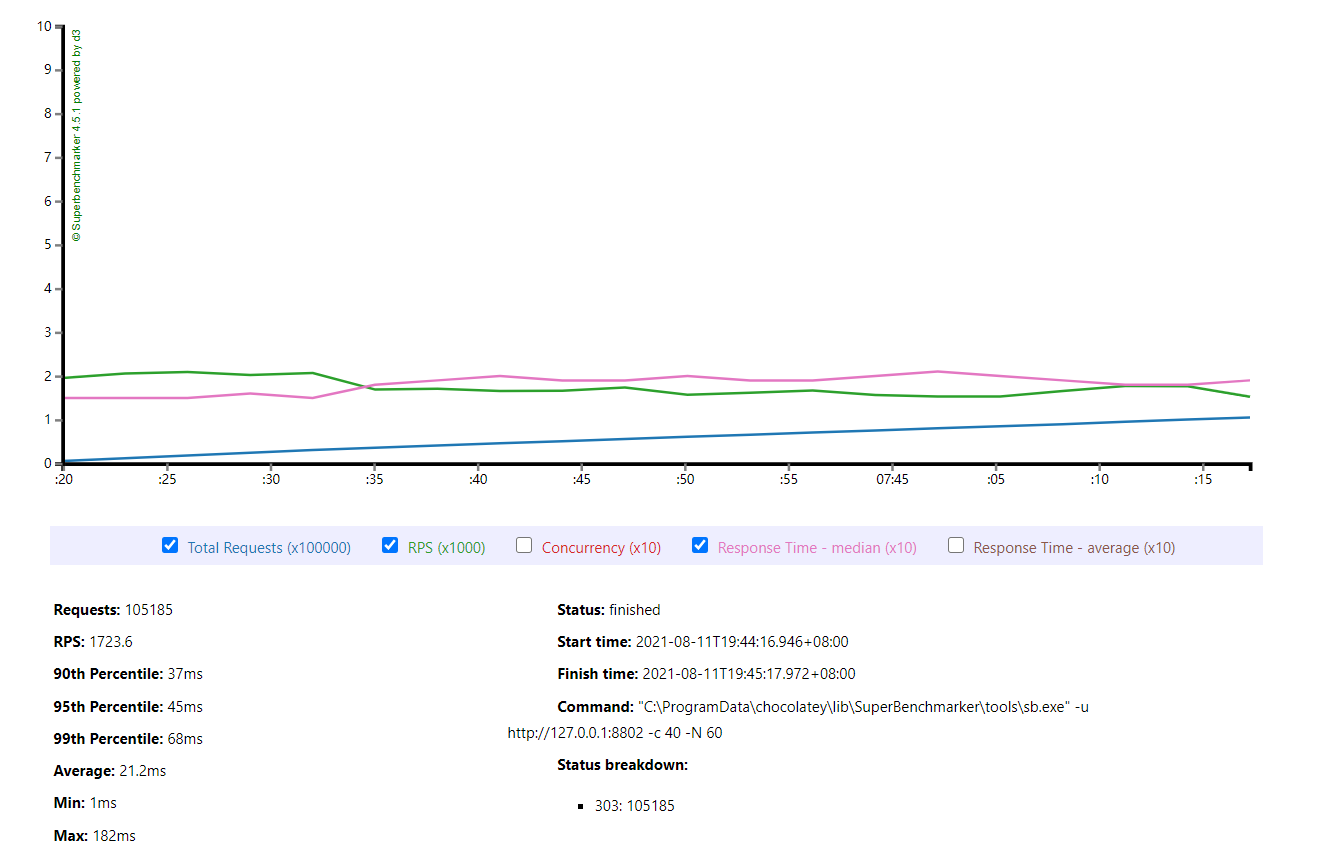 10
9
8
7
6
5
4
3
2
1
0
© Superbenchmarker 4.5.1 powered by d3
:20 :25 :30 :35 :40 :45 :50 :55 07:45 :05 :10 :15
Total Requests (x100000) RPS (x1000) Concurrency (x10) Response Time - median (x10) Response Time - average (x10)
Requests: 105185
RPS: 1723.6
90th Percentile: 37ms
95th Percentile: 45ms
99th Percentile: 68ms
Average: 21.2ms
Min: 1ms
Max: 182ms
Status: finished
Start time: 2021-08-11T19:44:16.946+08:00
Finish time: 2021-08-11T19:45:17.972+08:00
Command: "C:\ProgramData\chocolatey\lib\SuperBenchmarker\tools\sb.exe" -u
http://127.0.0.1:8802 -c 40 -N 60
Status breakdown:
▪ 303: 105185